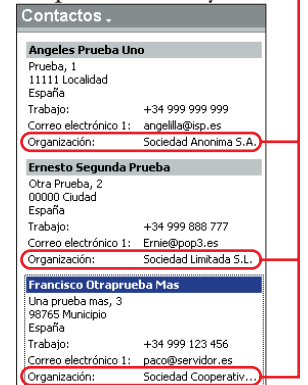 Contactos
Angeles Prueba Uno
Prueba, 1
11111 Localidad
España
Trabajo: +34 999 999 999
Correo electrónico 1: angelilla@isp.es
Organización: Sociedad Anonima S.A.
Ernesto Segunda Prueba
Otra Prueba, 2
00000 Ciudad
España
Trabajo: +34 999 888 777
Correo electrónico 1: Ernie@pop3.es
Organización: Sociedad Limitada S.L.
Francisco Otraprueba Mas
Una prueba mas, 3
98765 Municipio
España
Trabajo: +34 999 123 456
Correo electrónico 1: paco@servidor.es
Organización: Sociedad Cooperativ...